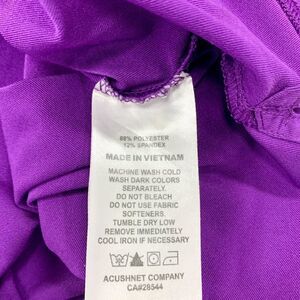 88% POLYESTER
12% SPANDEX
MADE IN VIETNAM
MACHINE WASH COLD
WASH DARK COLORS
SEPARATELY.
DO NOT BLEACH
DO NOT USE FABRIC
SOFTENERS.
TUMBLE DRY LOW
REMOVE IMMEDIATELY
COOL IRON IF NECESSARY
ACUSHNET COMPANY
CA#28544